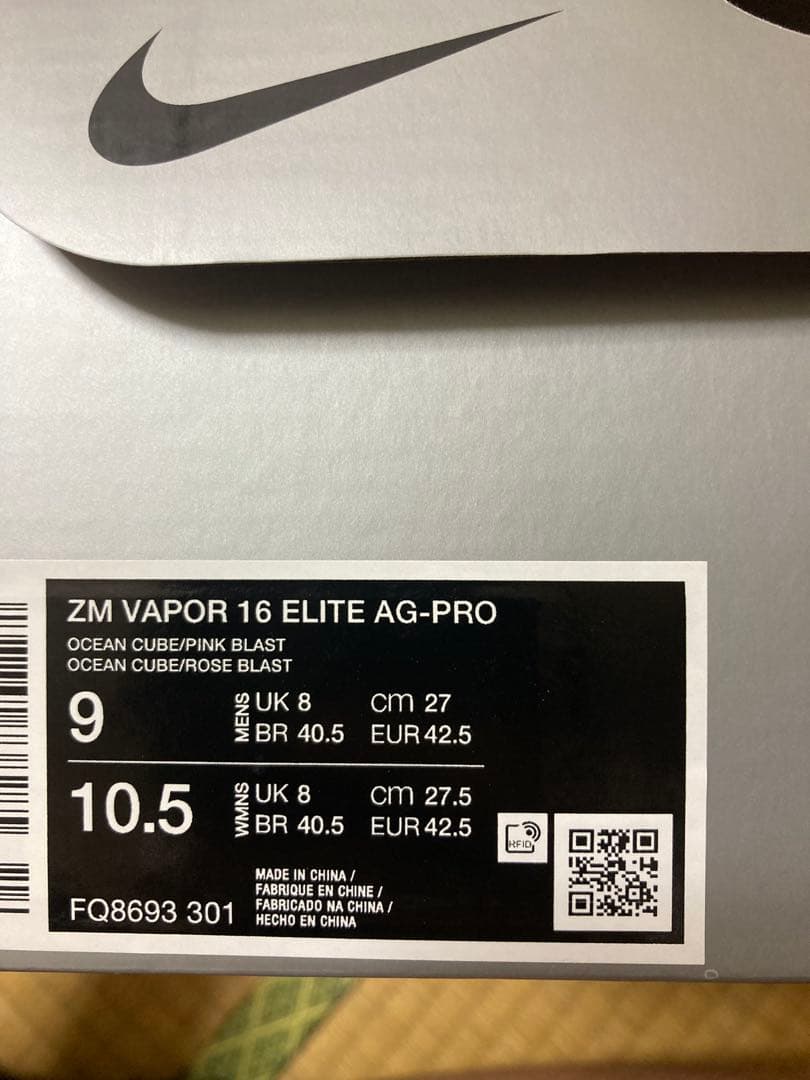 ZM VAPOR 16 ELITE AG-PRO
OCEAN CUBE/PINK BLAST
OCEAN CUBE/ROSE BLAST
9 MENS UK 8 cm 27
BR 40.5 EUR 42.5
10.5 WMNS UK 8 cm 27.5
BR 40.5 EUR 42.5
RFID
MADE IN CHINA /
FABRIQUE EN CHINE /
FABRICADO NA CHINA /
HECHO EN CHINA
FQ8693 301